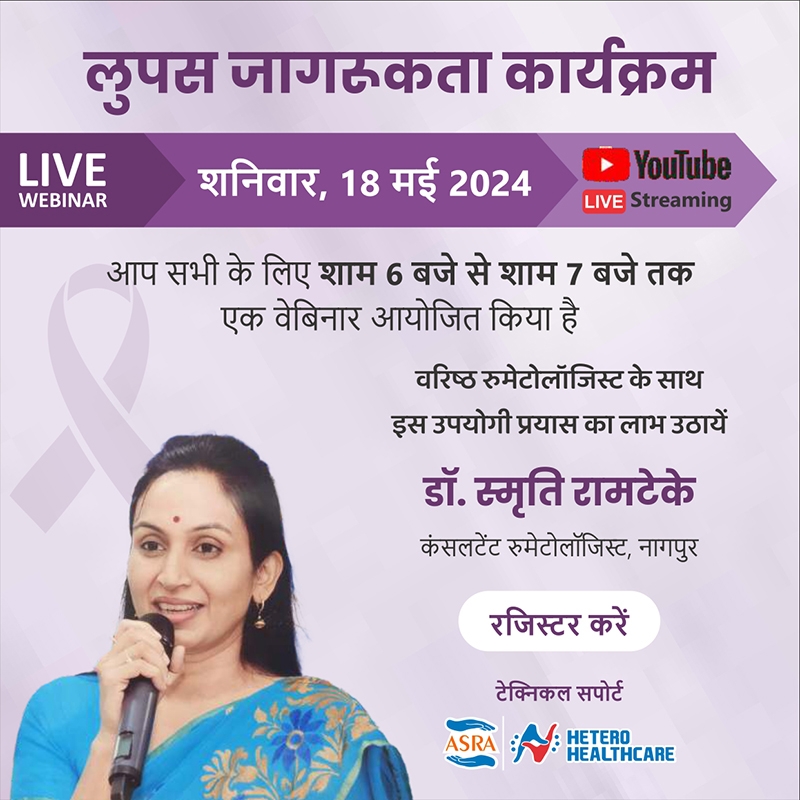 लुपस जागरूकता कार्यक्रम
LIVE
WEBINAR
शनिवार, 18 मई 2024
YouTube
LIVE Streaming
आप सभी के लिए शाम 6 बजे से शाम 7 बजे तक
एक वेबिनार आयोजित किया है
वरिष्ठ रुमेटोलॉजिस्ट के साथ
इस उपयोगी प्रयास का लाभ उठायें
डॉ. स्मृति रामटेके
कंसलटेंट रुमेटोलॉजिस्ट, नागपुर
रजिस्टर करें
टेक्निकल सपोर्ट
ASRA
HETERO
HEALTHCARE